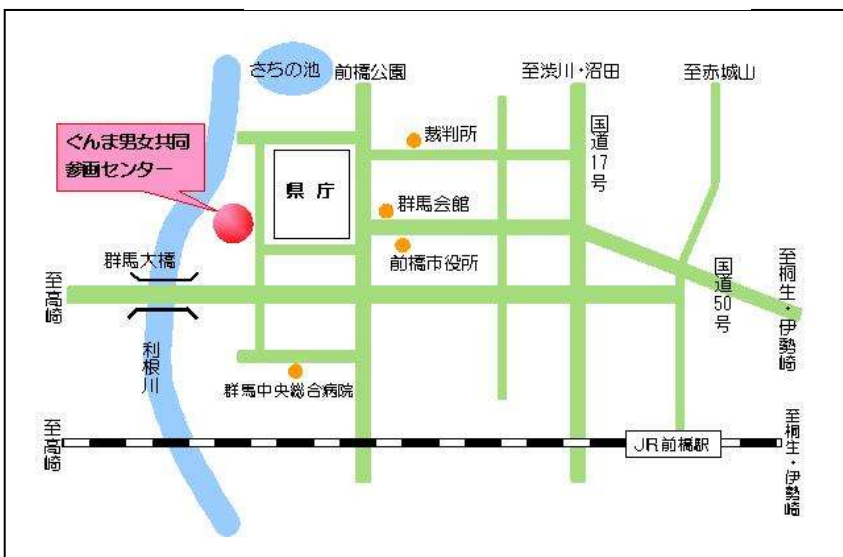 さちの池
前橋公園
至渋川・沼田
至赤城山
ぐんま男女共同
参画センター
裁判所
国道17号
県庁
群馬会館
前橋市役所
群馬大橋
至高崎
国道50号
至桐生・伊勢崎
利根川
群馬中央総合病院
至高崎
JR前橋駅
至桐生・伊勢崎